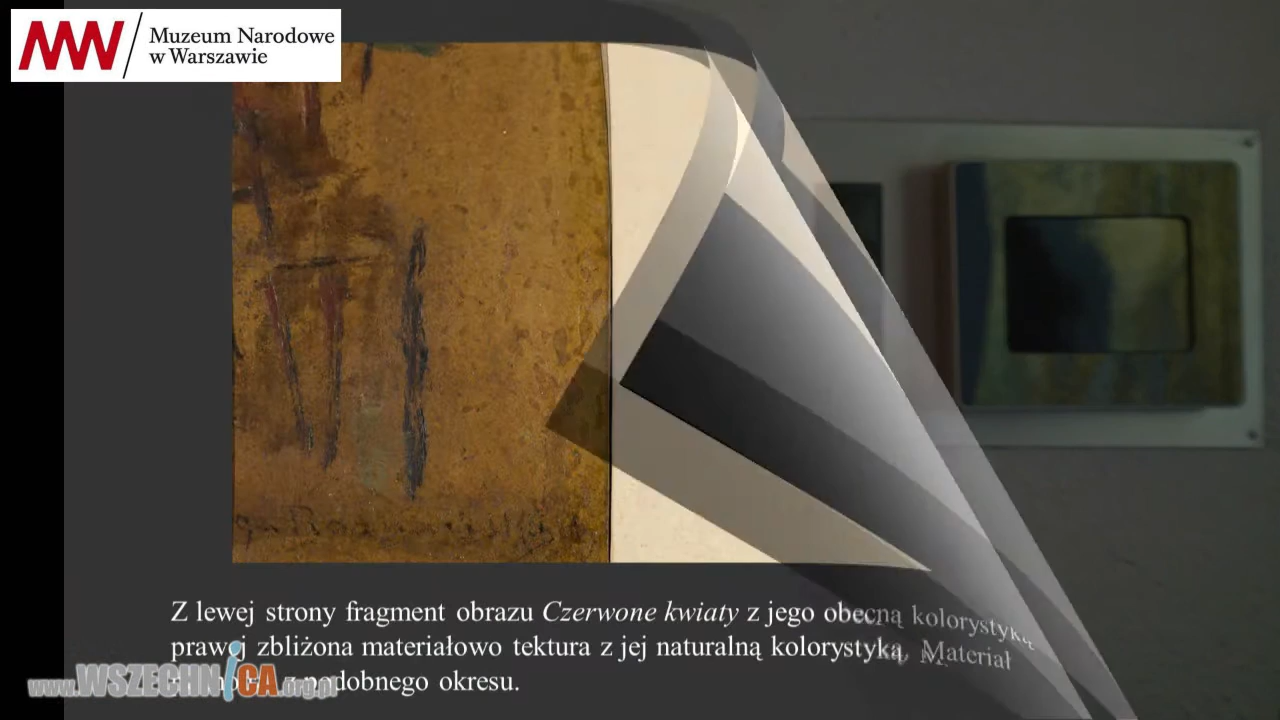 Muzeum Narodowe
w Warszawie
Z lewej strony fragment obrazu Czerwone kwiaty z jego obecną kolorystyką
prawej zbliżona materiałowo tektura z jej naturalną kolorystyką. Materiał
podobnego okresu.
www.WSZECHNICA.org.pl